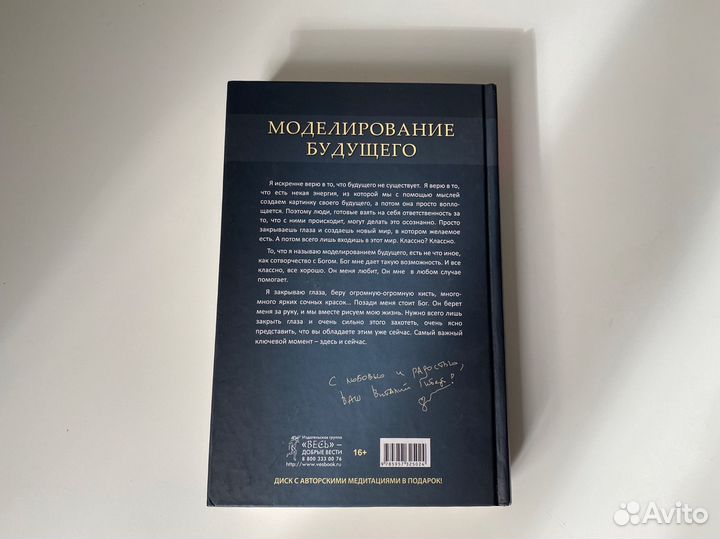 МОДЕЛИРОВАНИЕ
БУДУЩЕГО
Я искренне верю в то, что будущего не существует. Я верю в то,
что есть некая энергия, из которой мы с помощью мыслей
создаем картинку своего будущего, а потом она просто вопло-
щается. Поэтому люди, готовые взять на себя ответственность за
то, что с ними происходит, могут делать это осознанно. Просто
закрываешь глаза и создаешь новый мир, в котором желаемое
есть. А потом всего лишь входишь в этот мир. Классно? Классно.
То, что я называю моделированием будущего, есть не что иное,
как сотворчество с Богом. Бог мне дает такую возможность. И все
классно, все хорошо. Он меня любит, Он мне в любом случае
помогает.
Я закрываю глаза, беру огромную-огромную кисть, много-
много ярких сочных красок... Позади меня стоит Бог. Он берет
меня за руку, и мы вместе рисуем мою жизнь. Нужно всего лишь
закрыть глаза и очень сильно этого захотеть, очень ясно
представить, что вы обладаете этим уже сейчас. Самый важный
ключевой момент – здесь и сейчас.
С любовью и радостью,
ваш Виталий Гиберт!
Издательская группа
«ВЕСЬ» –
ДОБРЫЕ ВЕСТИ
8 800 333 00 76
http://www.vesbook.ru
16+
9 785957 325024
ДИСК С АВТОРСКИМИ МЕДИТАЦИЯМИ В ПОДАРОК!
Avito